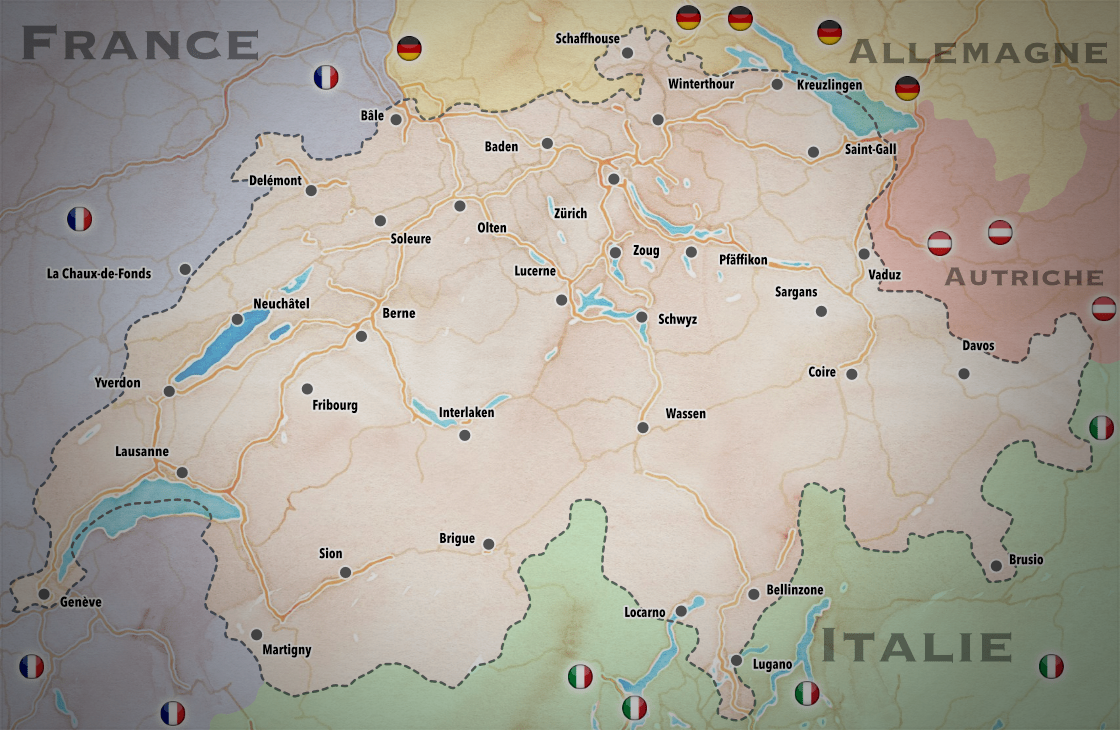 FRANCE
Schaffhouse
ALLEMAGNE
Winterthour
Kreuzlingen
Bâle
Baden
Saint-Gall
Delémont
Zürich
Olten
Soleure
Zoug
Pfäffikon
La Chaux-de-Fonds
Lucerne
Vaduz
AUTRICHE
Sargans
Neuchâtel
Berne
Schwyz
Davos
Coire
Yverdon
Fribourg
Interlaken
Wassen
Lausanne
Brigue
Sion
Brusio
Bellinzone
Genève
Locarno
Martigny
Lugano
ITALIE